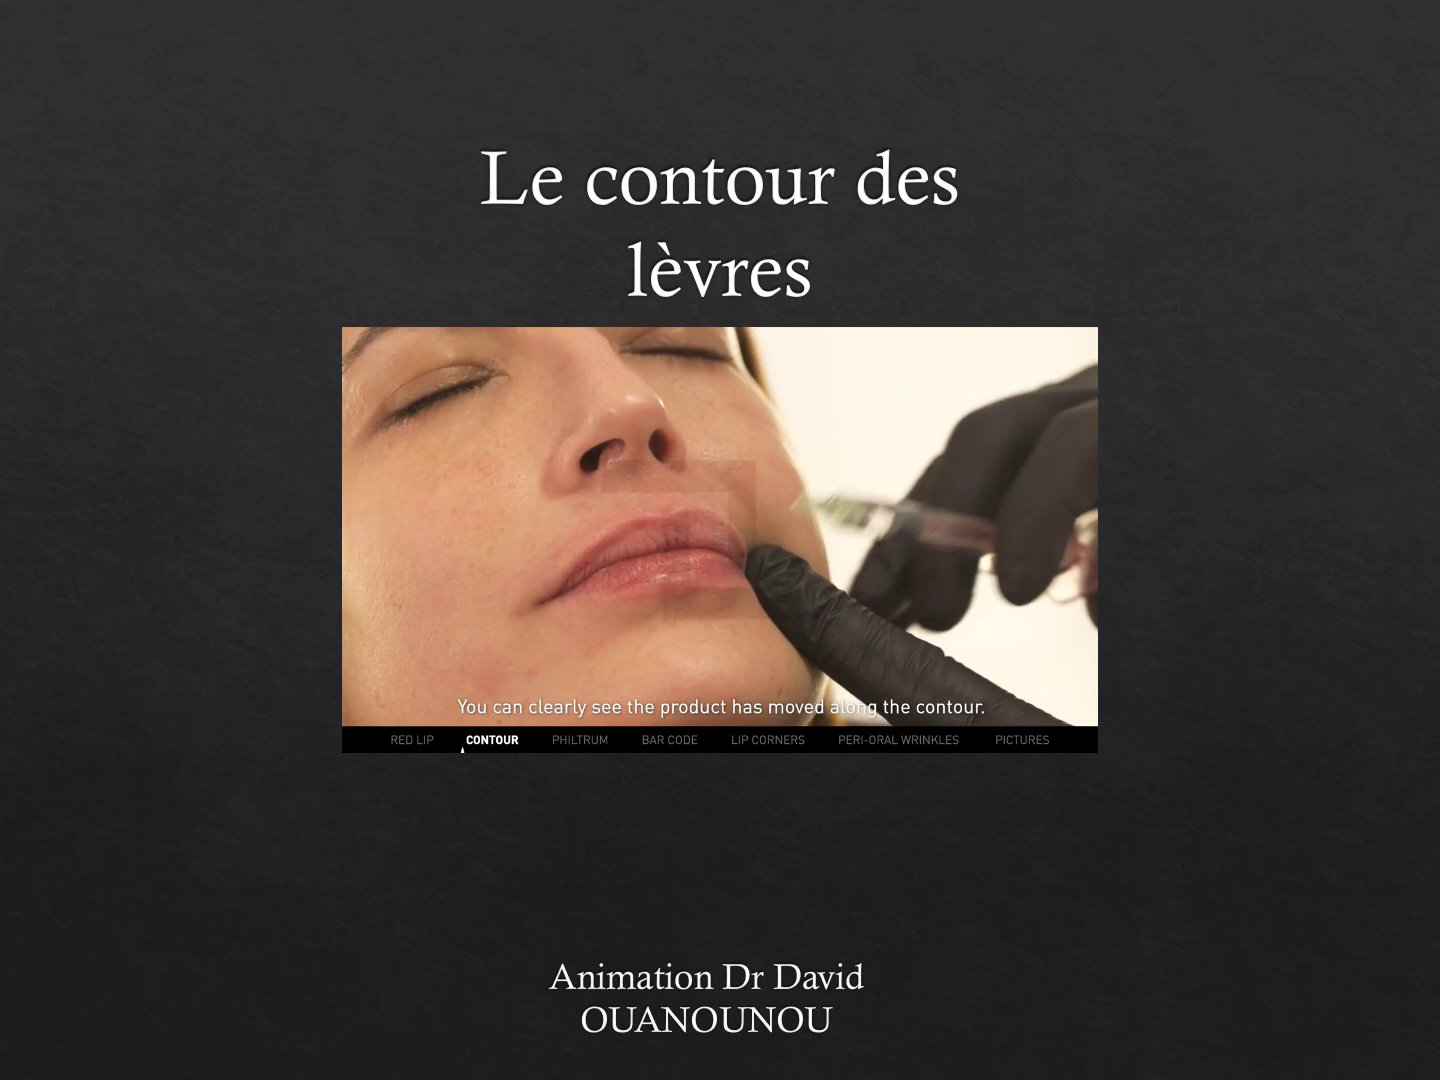 Le contour des
lèvres
You can clearly see the product has moved along the contour.
RED LIP CONTOUR PHILTRUM BAR CODE LIP CORNERS PERI-ORAL WRINKLES PICTURES
Animation Dr David
OUANOUNOU